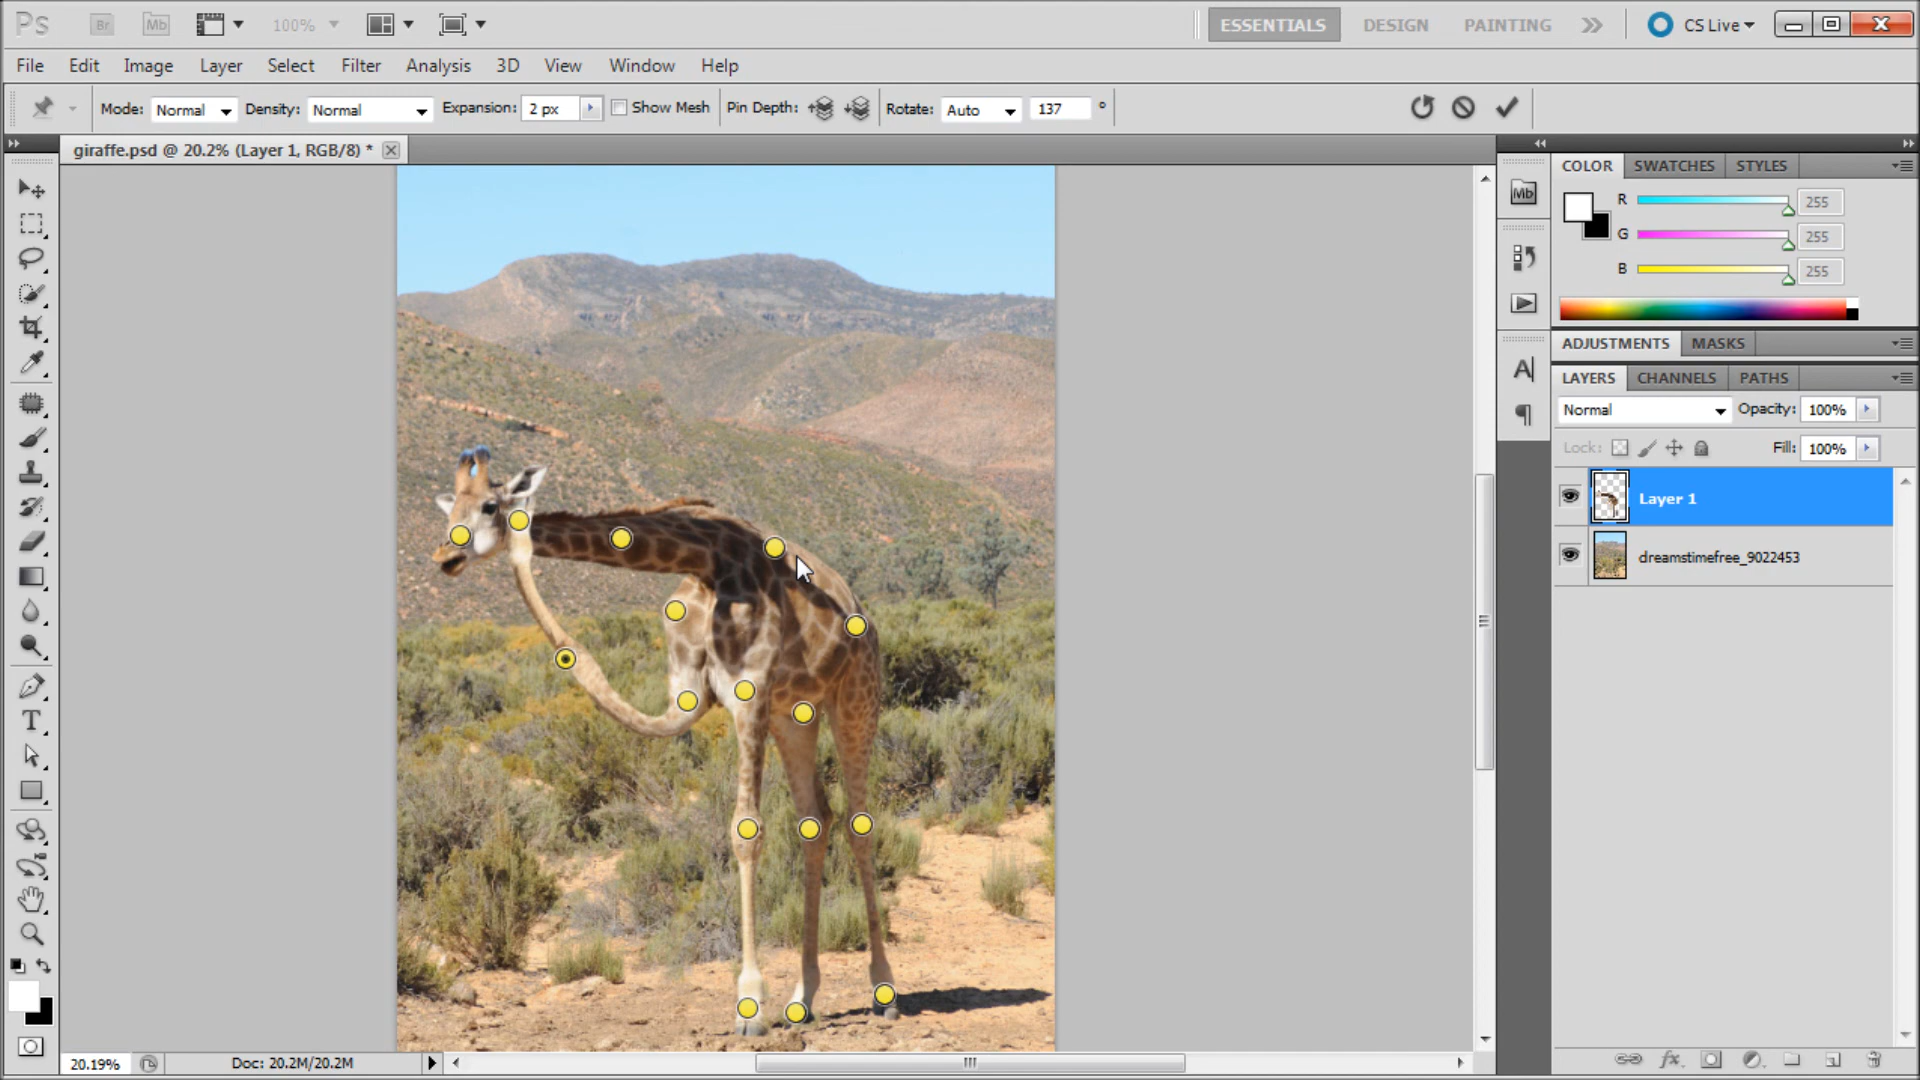 Ps Br Mb 100% ESSENTIALS DESIGN PAINTING CS Live
File Edit Image Layer Select Filter Analysis 3D View Window Help
Mode: Normal Density: Normal Expansion: 2 px Show Mesh Pin Depth: Rotate: Auto 137 °
giraffe.psd @ 20.2% (Layer 1, RGB/8) *
COLOR SWATCHES STYLES
Mb
R 255
G 255
B 255
ADJUSTMENTS MASKS
A
LAYERS CHANNELS PATHS
Normal Opacity: 100%
Lock: Fill: 100%
Layer 1
dreamstimefree_9022453
T
fx
20.19% Doc: 20.2M/20.2M